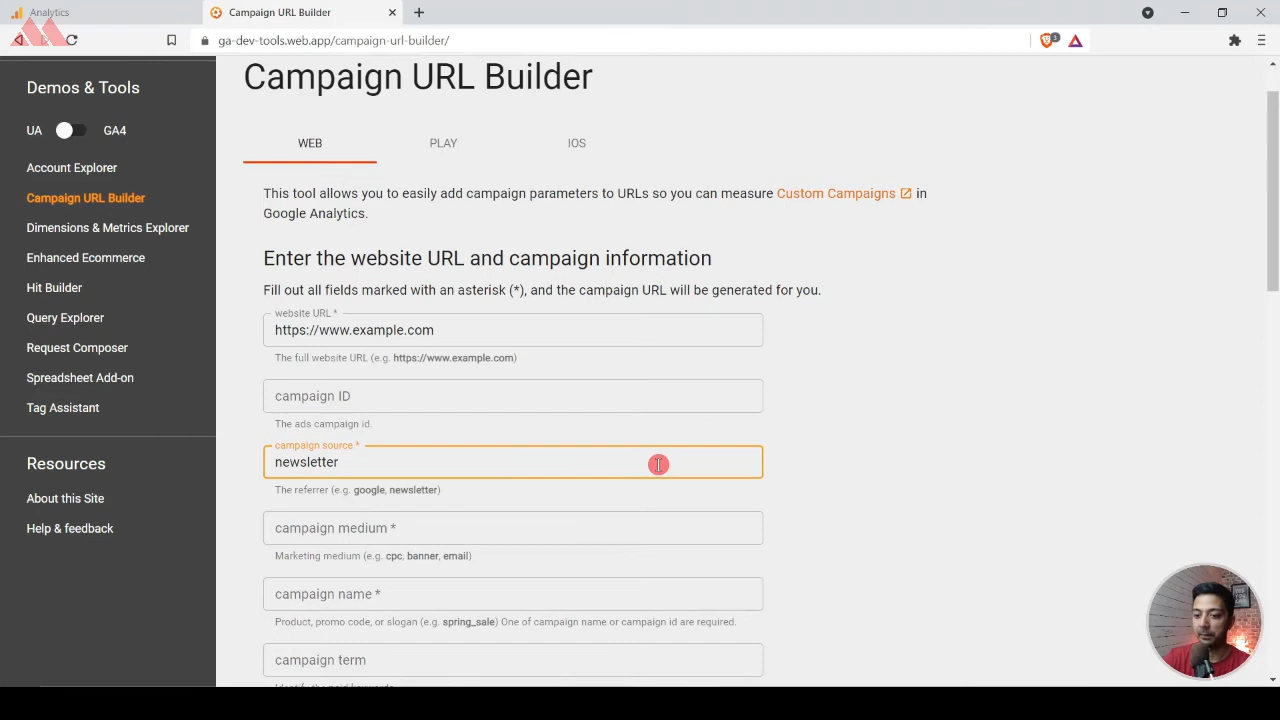 Analytics
Campaign URL Builder
ga-dev-tools.web.app/campaign-url-builder/
3
Demos & Tools
UA GA4
Account Explorer
Campaign URL Builder
Dimensions & Metrics Explorer
Enhanced Ecommerce
Hit Builder
Query Explorer
Request Composer
Spreadsheet Add-on
Tag Assistant
Resources
About this Site
Help & feedback
Campaign URL Builder
WEB PLAY IOS
This tool allows you to easily add campaign parameters to URLs so you can measure Custom Campaigns in
Google Analytics.
Enter the website URL and campaign information
Fill out all fields marked with an asterisk (*), and the campaign URL will be generated for you.
website URL *
https://www.example.com
The full website URL (e.g. https://www.example.com)
campaign ID
The ads campaign id.
campaign source *
newsletter
The referrer (e.g. google, newsletter)
campaign medium *
Marketing medium (e.g. cpc, banner, email)
campaign name *
Product, promo code, or slogan (e.g. spring_sale) One of campaign name or campaign id are required.
campaign term
Identify the paid keywords